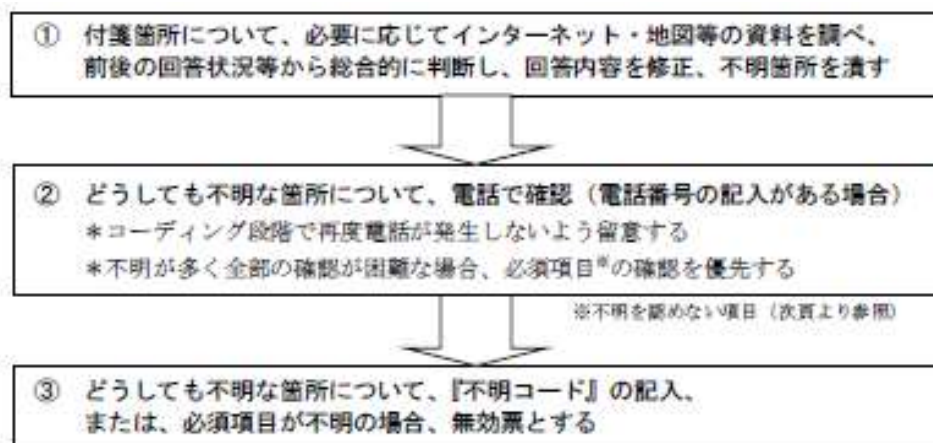 ① 付箋箇所について、必要に応じてインターネット・地図等の資料を調べ、
前後の回答状況等から総合的に判断し、回答内容を修正、不明箇所を潰す
② どうしても不明な箇所について、電話で確認（電話番号の記入がある場合）
＊コーディング段階で再度電話が発生しないよう留意する
＊不明が多く全部の確認が困難な場合、必須項目※の確認を優先する
※不明を認めない項目（次頁より参照）
③ どうしても不明な箇所について、『不明コード』の記入、
または、必須項目が不明の場合、無効票とする